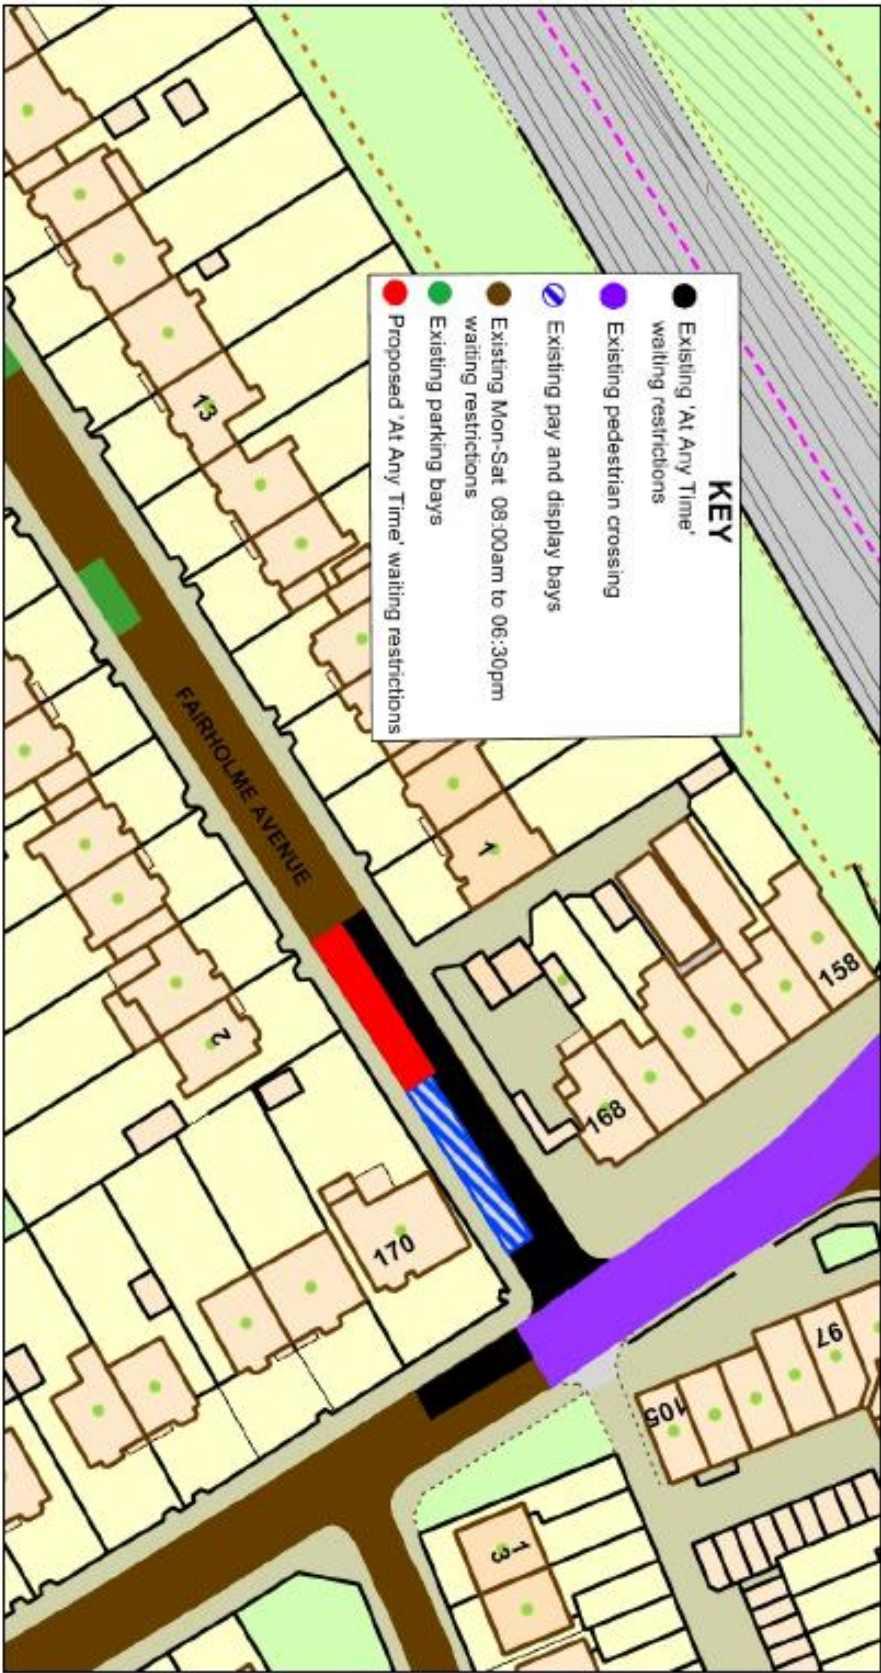 KEY
Existing 'At Any Time'
waiting restrictions
Existing pedestrian crossing
Existing pay and display bays
Existing Mon-Sat 08:00am to 06:30pm
waiting restrictions
Existing parking bays
Proposed 'At Any Time' waiting restrictions
13
1
158
168
FAIRHOLME AVENUE
2
170
97
105
1
3